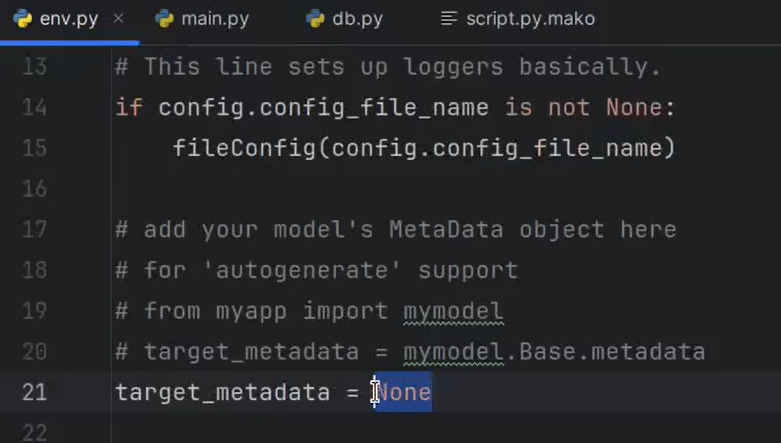 env.py × main.py db.py script.py.mako
13 # This line sets up loggers basically.
14 if config.config_file_name is not None:
15 fileConfig(config.config_file_name)
16
17 # add your model's MetaData object here
18 # for 'autogenerate' support
19 # from myapp import mymodel
20 # target_metadata = mymodel.Base.metadata
21 target_metadata = None
22